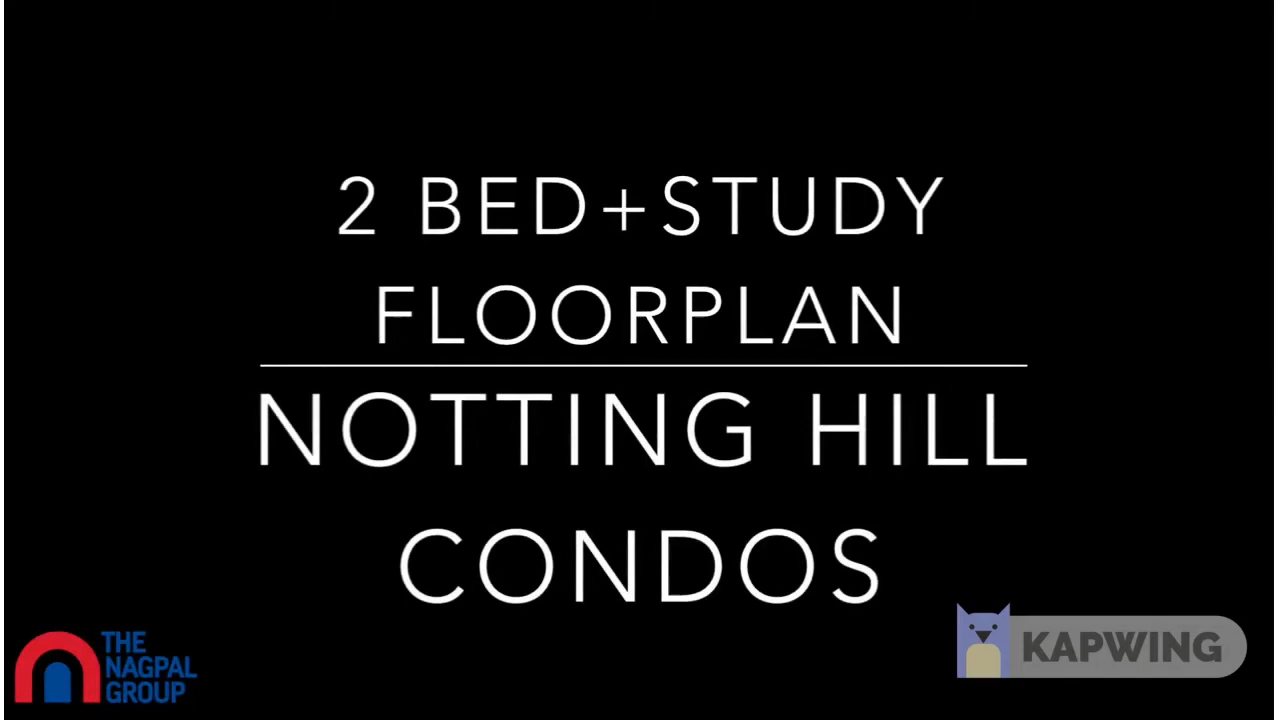 2 BED+STUDY
FLOORPLAN
NOTTING HILL
CONDOS
THE
NAGPAL
GROUP
KAPWING